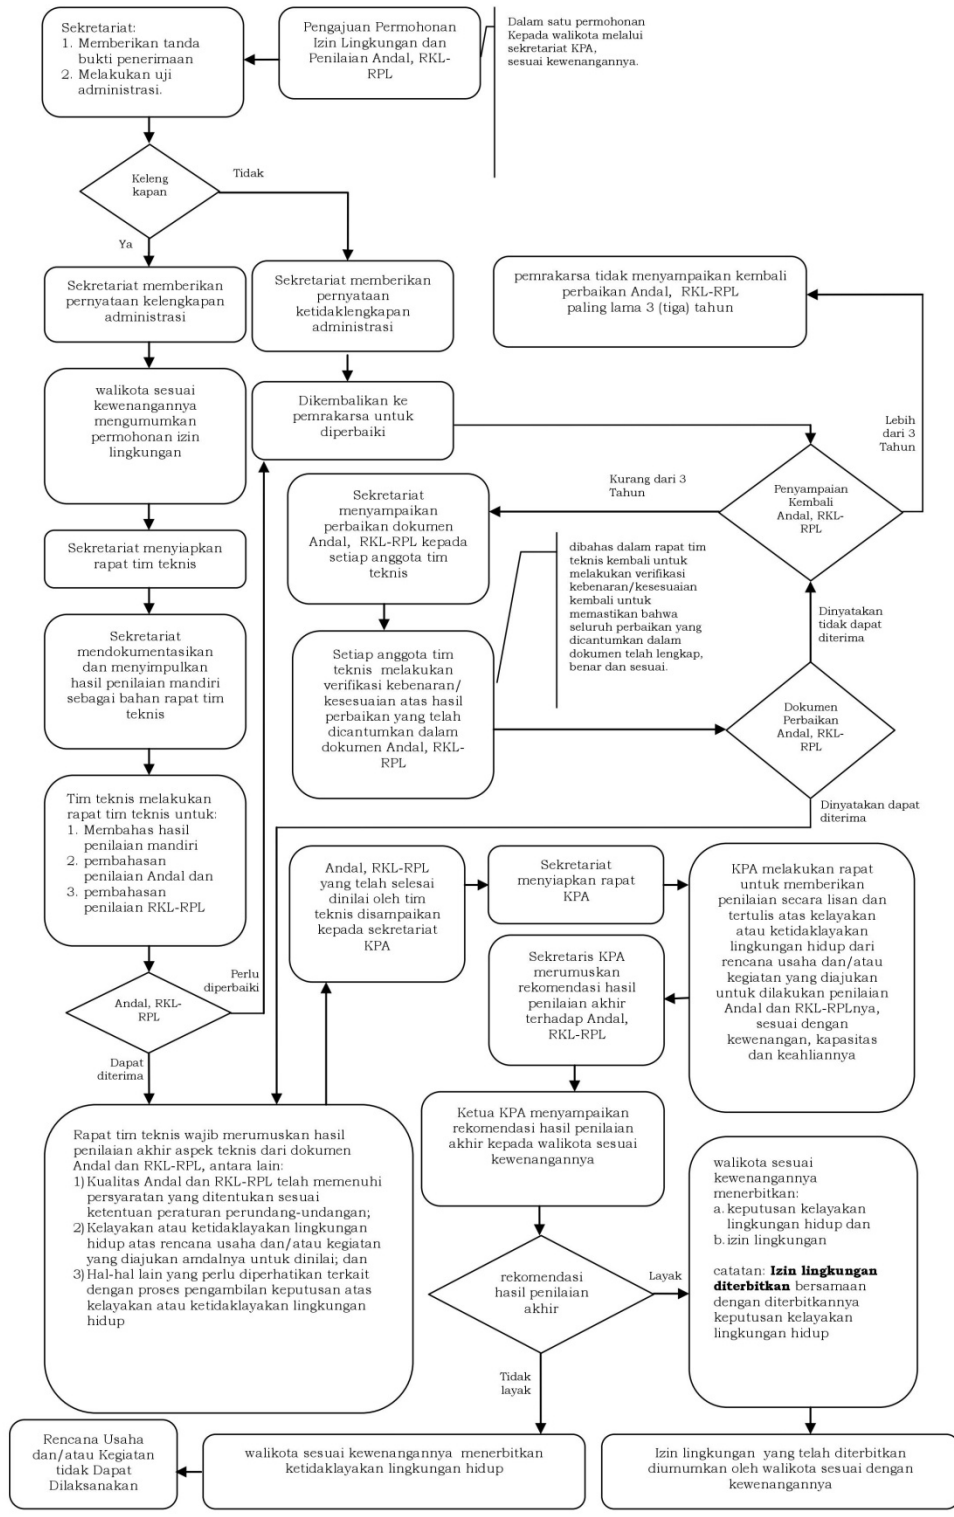 Sekretariat:
1. Memberikan tanda
bukti penerimaan
2. Melakukan uji
administrasi.
Pengajuan Permohonan
Izin Lingkungan dan
Penilaian Andal, RKL-
RPL
Dalam satu permohonan
Kepada walikota melalui
sekretariat KPA,
sesuai kewenangannya.
Keleng
kapan
Tidak
Ya
Sekretariat memberikan
pernyataan kelengkapan
administrasi
Sekretariat memberikan
pernyataan
ketidaklengkapan
administrasi
pemrakarsa tidak menyampaikan kembali
perbaikan Andal, RKL-RPL
paling lama 3 (tiga) tahun
walikota sesuai
kewenangannya
mengumumkan
permohonan izin
lingkungan
Dikembalikan ke
pemrakarsa untuk
diperbaiki
Lebih
dari 3
Tahun
Kurang dari 3
Tahun
Penyampaian
Kembali
Andal, RKL-
RPL
Sekretariat
menyampaikan
perbaikan dokumen
Andal, RKL-RPL kepada
setiap anggota tim
teknis
Sekretariat menyiapkan
rapat tim teknis
dibahas dalam rapat tim
teknis kembali untuk
melakukan verifikasi
kebenaran/kesesuaian
kembali untuk
memastikan bahwa
seluruh perbaikan yang
dicantumkan dalam
dokumen telah lengkap,
benar dan sesuai.
Dinyatakan
tidak dapat
diterima
Sekretariat
mendokumentasikan
dan menyimpulkan
hasil penilaian mandiri
sebagai bahan rapat tim
teknis
Setiap anggota tim
teknis melakukan
verifikasi kebenaran/
kesesuaian atas hasil
perbaikan yang telah
dicantumkan dalam
dokumen Andal, RKL-
RPL
Dokumen
Perbaikan
Andal, RKL-
RPL
Dinyatakan dapat
diterima
Tim teknis melakukan
rapat tim teknis untuk:
1. Membahas hasil
penilaian mandiri
2. pembahasan
penilaian Andal dan
3. pembahasan
penilaian RKL-RPL
Andal, RKL-RPL
yang telah selesai
dinilai oleh tim
teknis disampaikan
kepada sekretariat
KPA
Sekretariat
menyiapkan rapat
KPA
KPA melakukan rapat
untuk memberikan
penilaian secara lisan dan
tertulis atas kelayakan
atau ketidaklayakan
lingkungan hidup dari
rencana usaha dan/atau
kegiatan yang diajukan
untuk dilakukan penilaian
Andal dan RKL-RPLnya,
sesuai dengan
kewenangan, kapasitas
dan keahliannya
Sekretaris KPA
merumuskan
rekomendasi hasil
penilaian akhir
terhadap Andal,
RKL-RPL
Perlu
diperbaiki
Andal, RKL-
RPL
Dapat
diterima
Ketua KPA menyampaikan
rekomendasi hasil penilaian
akhir kepada walikota sesuai
kewenangannya
Rapat tim teknis wajib merumuskan hasil
penilaian akhir aspek teknis dari dokumen
Andal dan RKL-RPL, antara lain:
1) Kualitas Andal dan RKL-RPL telah memenuhi
persyaratan yang ditentukan sesuai
ketentuan peraturan perundang-undangan;
2) Kelayakan atau ketidaklayakan lingkungan
hidup atas rencana usaha dan/atau kegiatan
yang diajukan amdalnya untuk dinilai; dan
3) Hal-hal lain yang perlu diperhatikan terkait
dengan proses pengambilan keputusan atas
kelayakan atau ketidaklayakan lingkungan
hidup
walikota sesuai
kewenangannya
menerbitkan:
a. keputusan kelayakan
lingkungan hidup dan
b. izin lingkungan
catatan: Izin lingkungan
diterbitkan bersamaan
dengan diterbitkannya
keputusan kelayakan
lingkungan hidup
rekomendasi
hasil penilaian
akhir
Layak
Tidak
layak
Rencana Usaha
dan/atau Kegiatan
tidak Dapat
Dilaksanakan
walikota sesuai kewenangannya menerbitkan
ketidaklayakan lingkungan hidup
Izin lingkungan yang telah diterbitkan
diumumkan oleh walikota sesuai dengan
kewenangannya